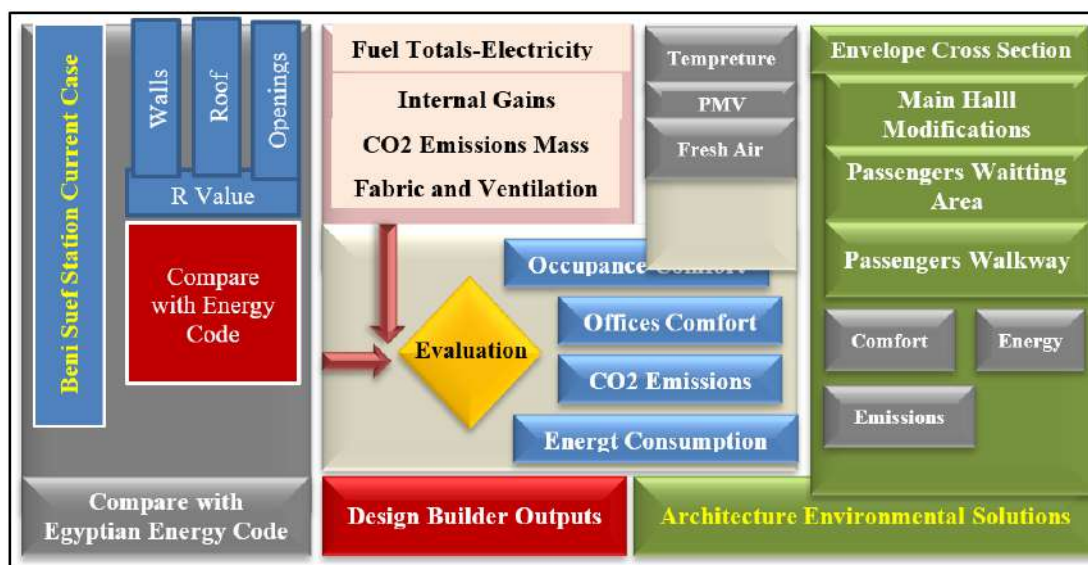 Beni Suef Station Current Case
Walls
Roof
Openings
R Value
Compare
with Energy
Code
Compare with
Egyptian Energy Code
Fuel Totals-Electricity
Internal Gains
CO2 Emissions Mass
Fabric and Ventilation
Evaluation
Occupance Comfort
Offices Comfort
CO2 Emissions
Energt Consumption
Design Builder Outputs
Tempreture
PMV
Fresh Air
Envelope Cross Section
Main Halll
Modifications
Passengers Waitting
Area
Passengers Walkway
Comfort
Energy
Emissions
Architecture Environmental Solutions